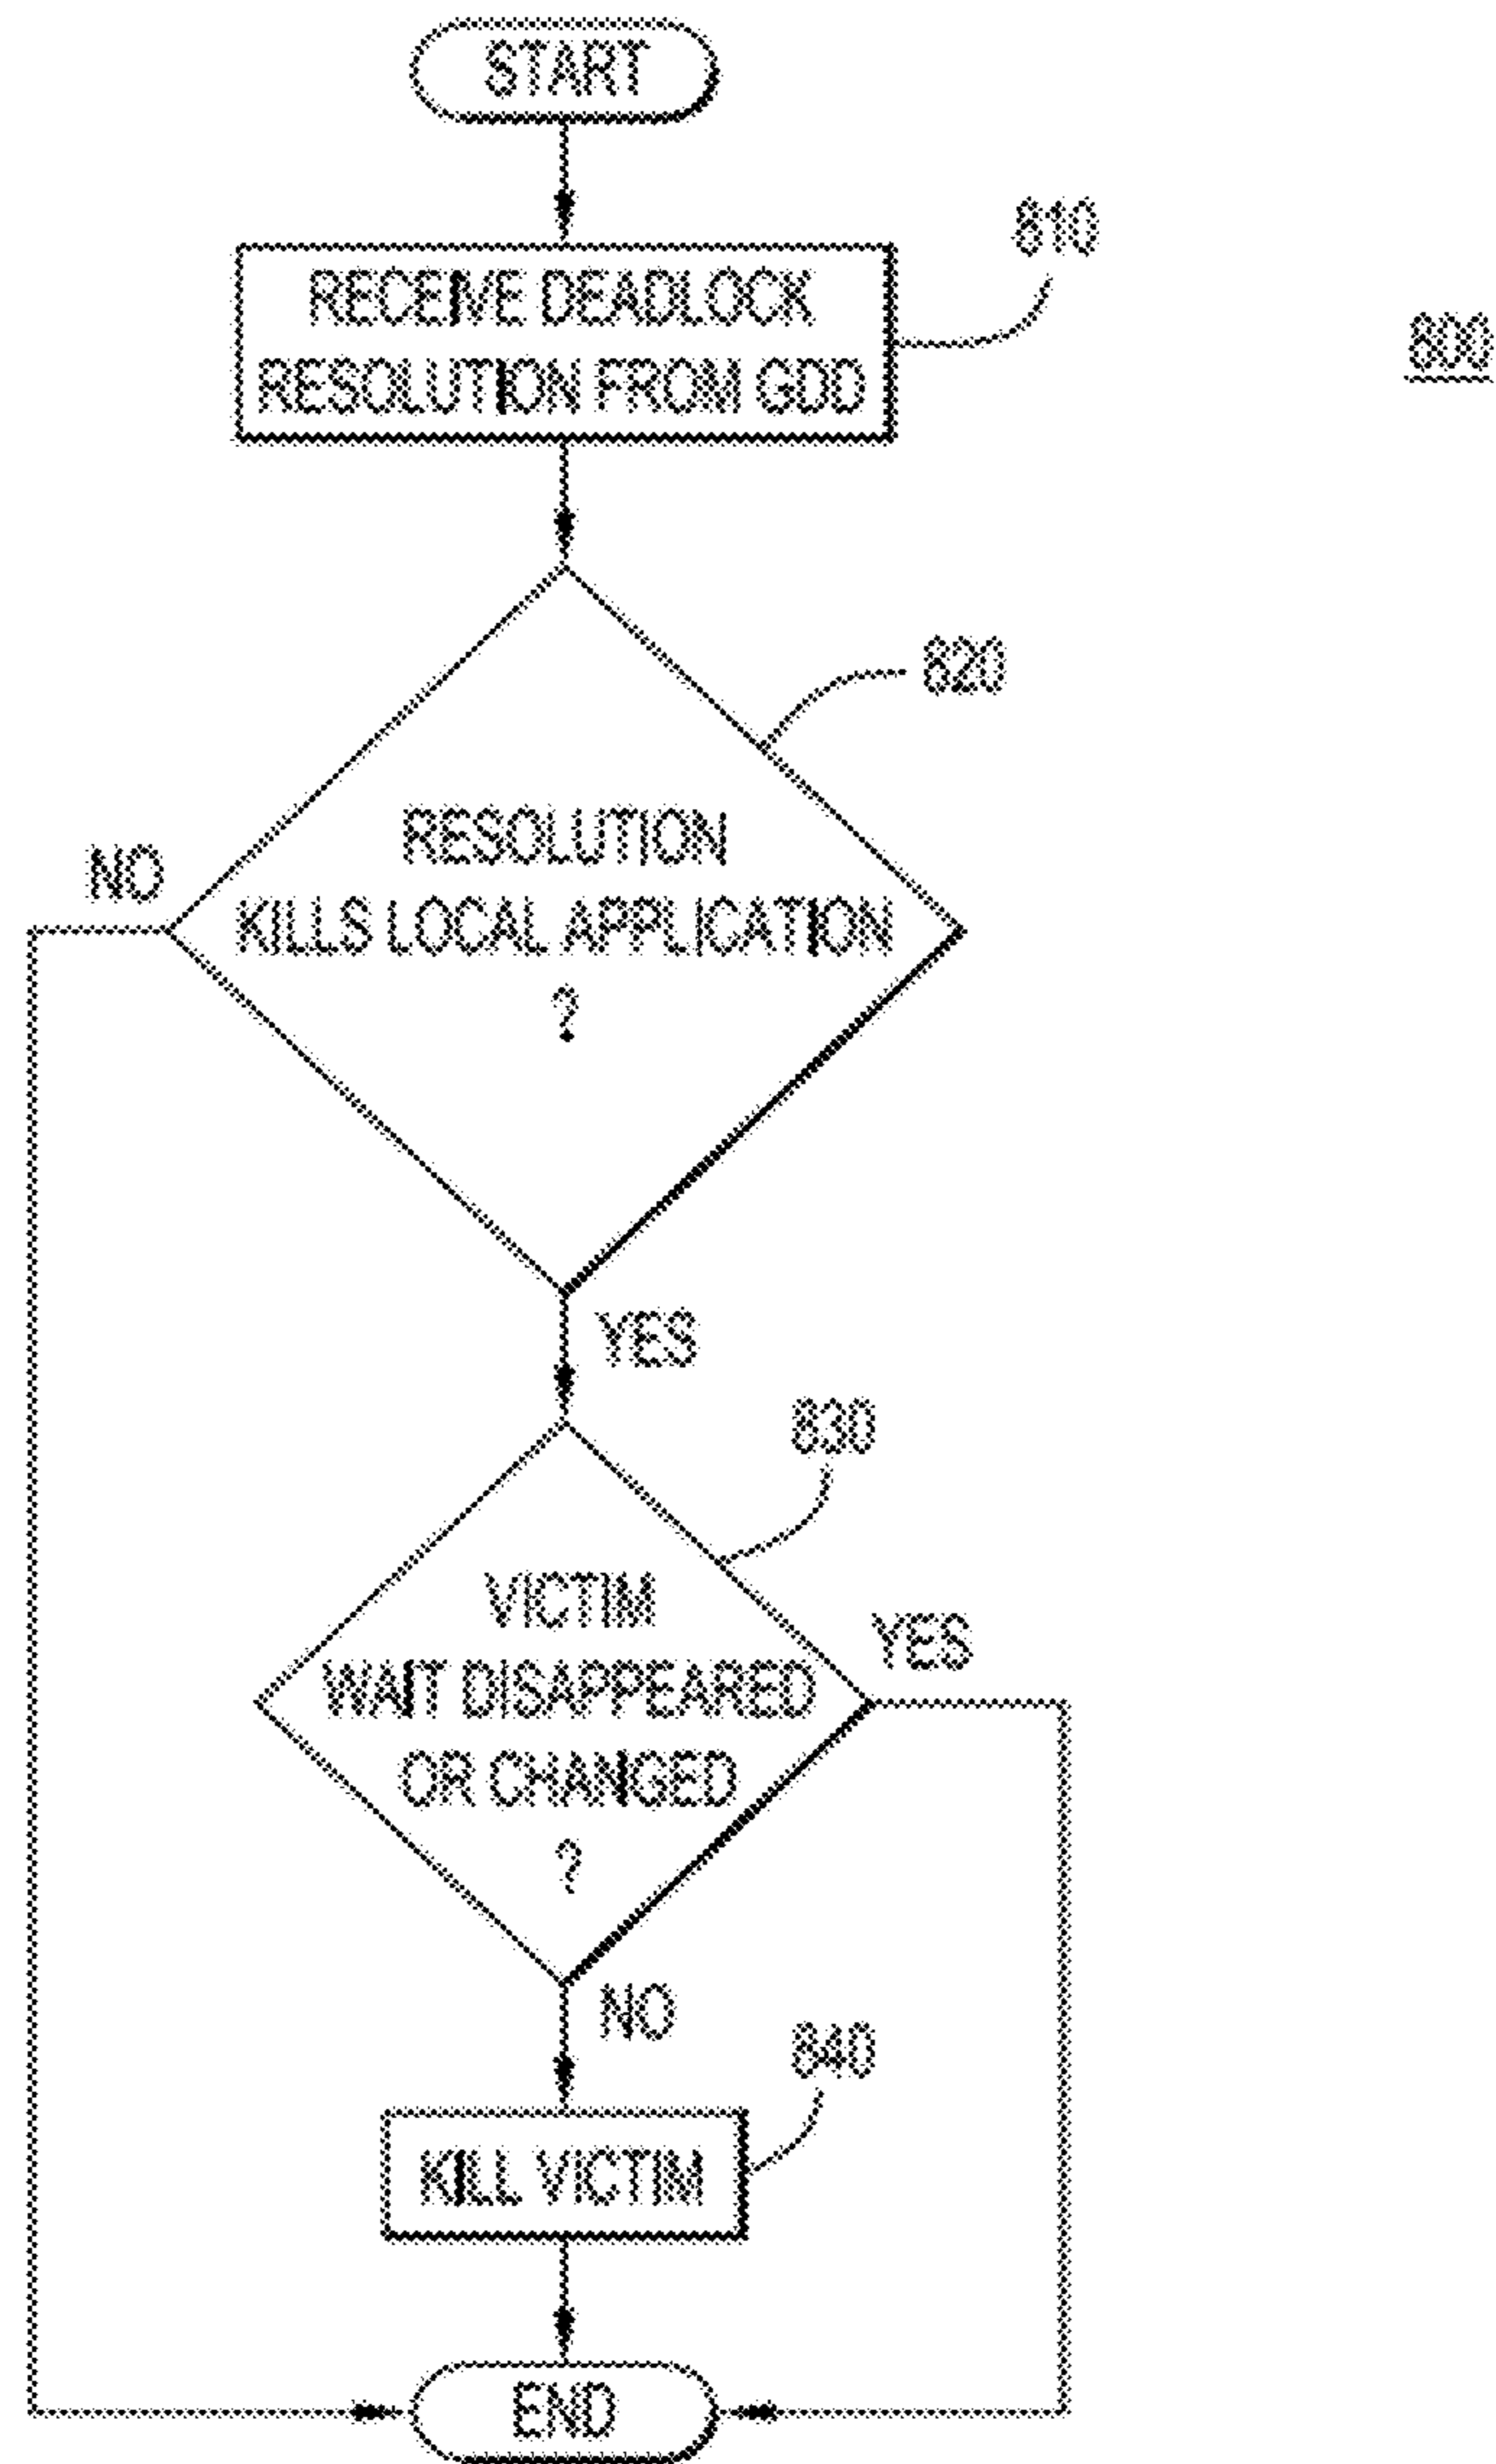 START
810
RECEIVE DEADLOCK
RESOLUTION FROM GDD
800
820
RESOLUTION
KILLS LOCAL APPLICATION
?
NO
YES
830
VICTIM
WAIT DISAPPEARED
OR CHANGED
?
YES
NO
840
KILL VICTIM
END